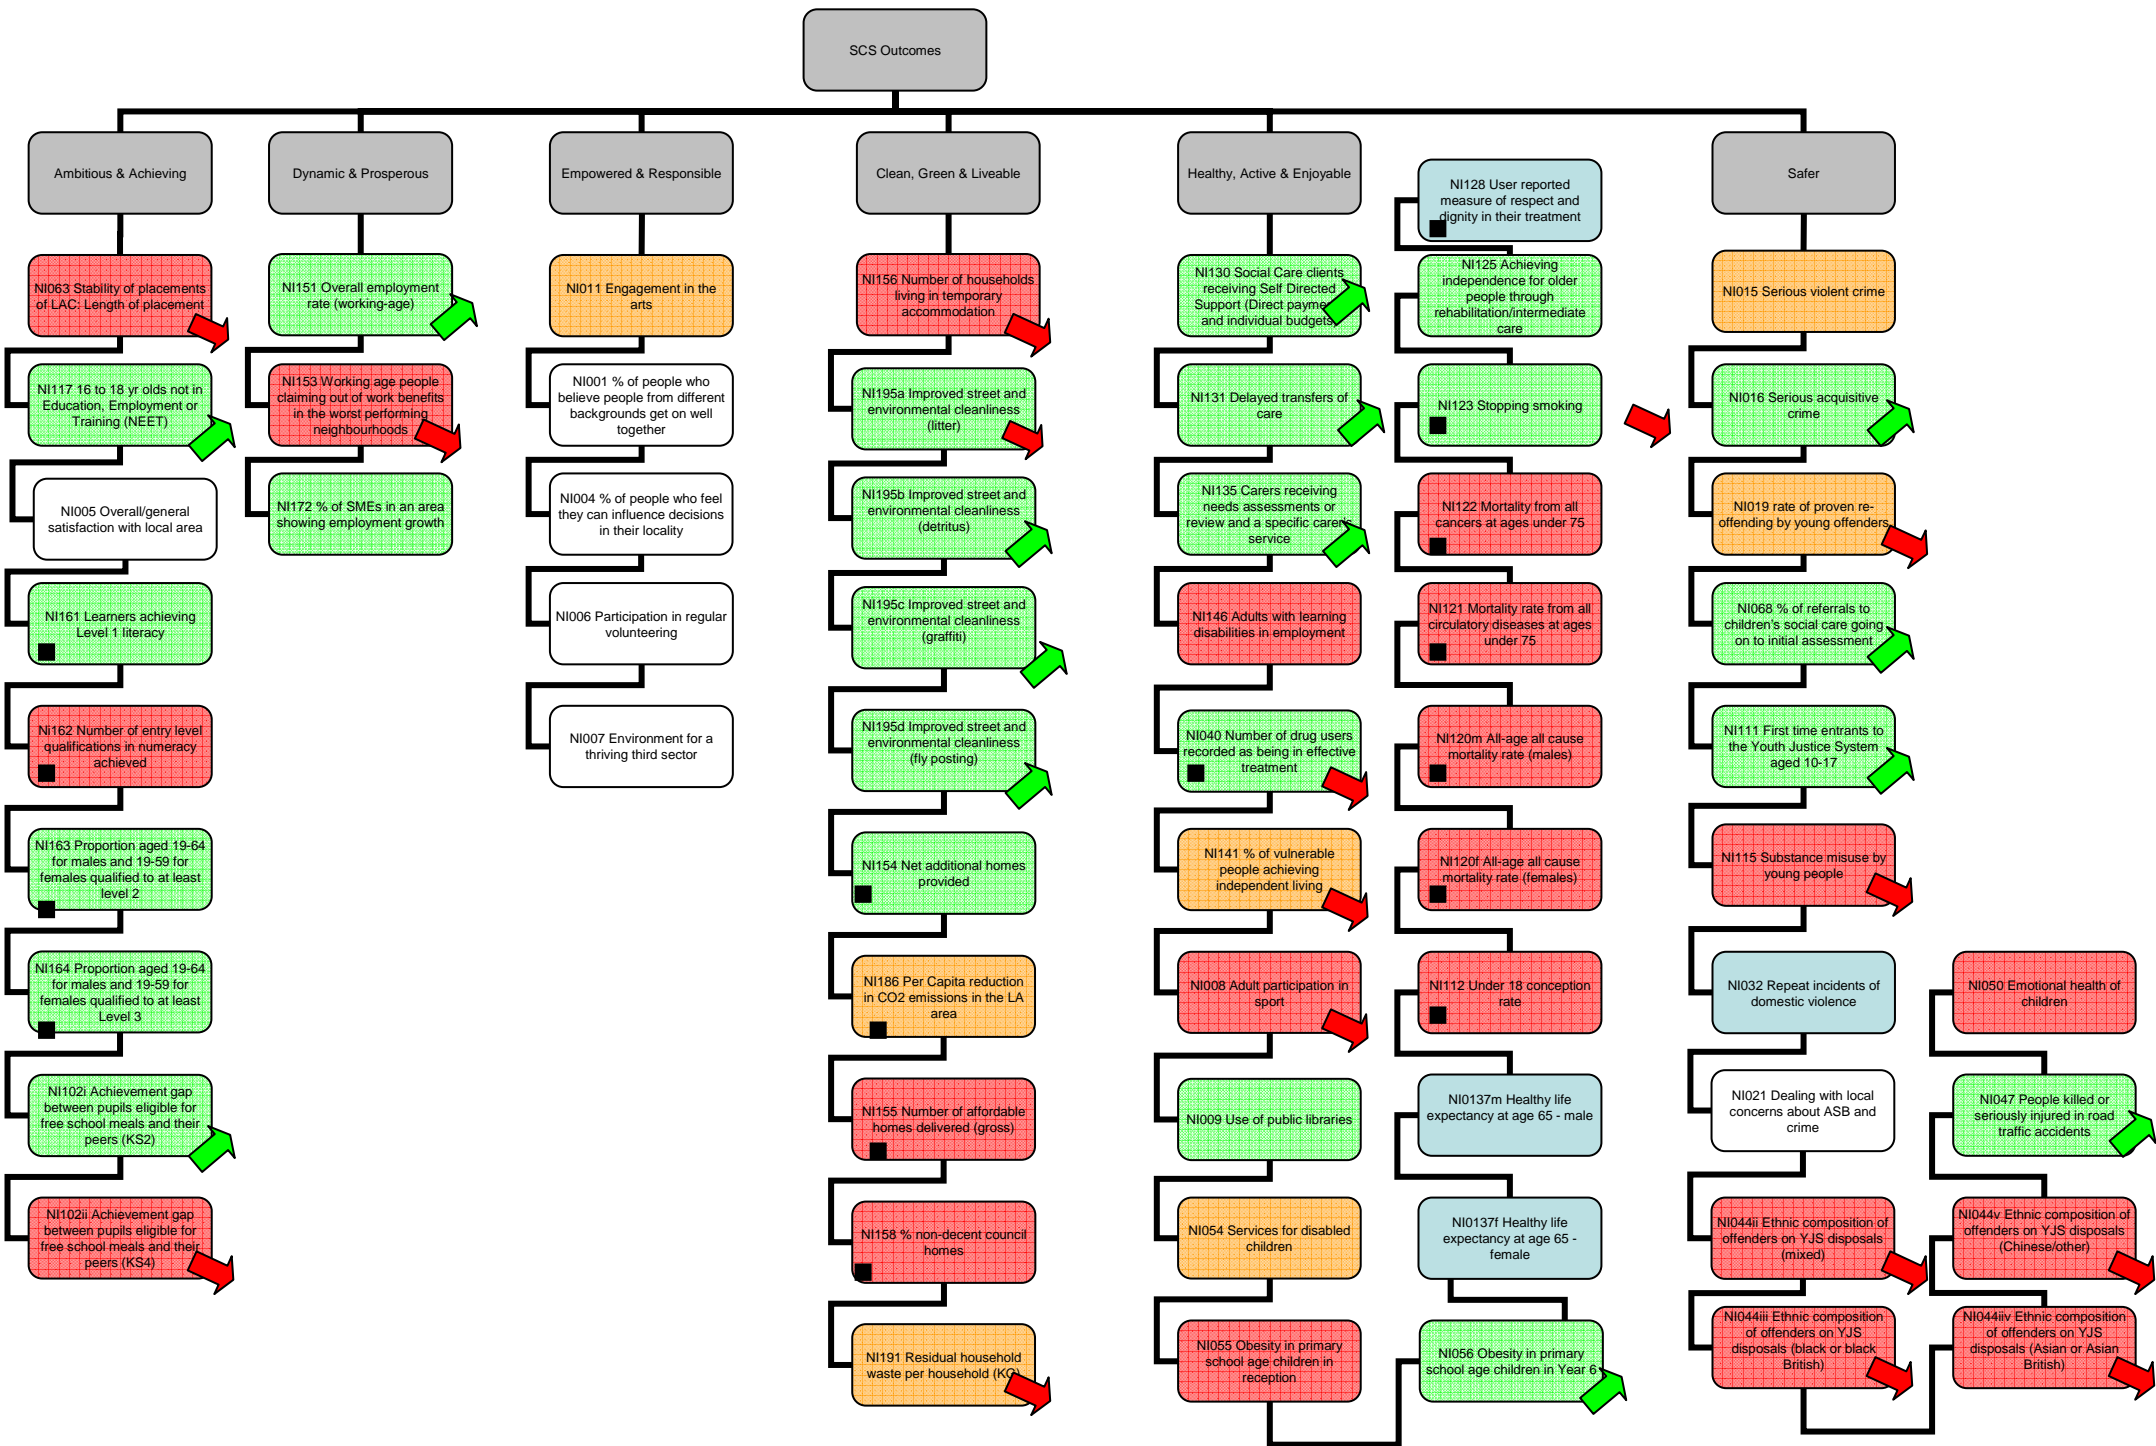 SCS Outcomes
Ambitious & Achieving
NI063 Stability of placements
of LAC: Length of placement
NI117 16 to 18 yr olds not in
Education, Employment or
Training (NEET)
NI005 Overall/general
satisfaction with local area
NI161 Learners achieving
Level 1 literacy
Ni162 Number of entry level
qualifications in numeracy
achieved
NI163 Proportion aged 19-64
for males and 19-59 for
females qualified to at least
level 2
NI164 Proportion aged 19-64
for males and 19-59 for
females qualified to at least
Level 3
NI102i Achievement gap
between pupils eligible for
free school meals and their
peers (KS2)
NI102ii Achievement gap
between pupils eligible for
free school meals and their
peers (KS4)
Dynamic & Prosperous
NI151 Overall employment
rate (working-age)
NI153 Working age people
claiming out of work benefits
in the worst performing
neighbourhoods
NI172 % of SMEs in an area
showing employment growth
Empowered & Responsible
NI011 Engagement in the
arts
NI001 % of people who
believe people from different
backgrounds get on well
together
NI004 % of people who feel
they can influence decisions
in their locality
NI006 Participation in regular
volunteering
NI007 Environment for a
thriving third sector
Clean, Green & Liveable
NI156 Number of households
living in temporary
accommodation
NI195a Improved street and
environmental cleanliness
(litter)
NI195b Improved street and
environmental cleanliness
(detritus)
NI195c Improved street and
environmental cleanliness
(graffiti)
NI195d Improved street and
environmental cleanliness
(fly posting)
NI154 Net additional homes
provided
NI186 Per Capita reduction
in CO2 emissions in the LA
area
NI155 Number of affordable
homes delivered (gross)
NI158 % non-decent council
homes
NI191 Residual household
waste per household (KG)
Healthy, Active & Enjoyable
NI130 Social Care clients
receiving Self Directed
Support (Direct payments
and individual budgets)
NI131 Delayed transfers of
care
NI135 Carers receiving
needs assessments or
review and a specific carer's
service
NI146 Adults with learning
disabilities in employment
NI040 Number of drug users
recorded as being in effective
treatment
NI141 % of vulnerable
people achieving
independent living
NI008 Adult participation in
sport
NI009 Use of public libraries
NI054 Services for disabled
children
NI055 Obesity in primary
school age children in
reception
NI128 User reported
measure of respect and
dignity in their treatment
NI125 Achieving
independence for older
people through
rehabilitation/intermediate
care
NI123 Stopping smoking
NI122 Mortality from all
cancers at ages under 75
NI121 Mortality rate from all
circulatory diseases at ages
under 75
NI120m All-age all cause
mortality rate (males)
NI120f All-age all cause
mortality rate (females)
NI112 Under 18 conception
rate
NI0137m Healthy life
expectancy at age 65 - male
NI0137f Healthy life
expectancy at age 65 -
female
NI056 Obesity in primary
school age children in Year 6
Safer
NI015 Serious violent crime
NI016 Serious acquisitive
crime
NI019 rate of proven re-
offending by young offenders
NI068 % of referrals to
children's social care going
on to initial assessment
NI111 First time entrants to
the Youth Justice System
aged 10-17
NI115 Substance misuse by
young people
NI032 Repeat incidents of
domestic violence
NI021 Dealing with local
concerns about ASB and
crime
NI044ii Ethnic composition of
offenders on YJS disposals
(mixed)
NI044iii Ethnic composition
of offenders on YJS
disposals (black or black
British)
NI050 Emotional health of
children
NI047 People killed or
seriously injured in road
traffic accidents
NI044v Ethnic composition of
offenders on YJS disposals
(Chinese/other)
NI044iiv Ethnic composition
of offenders on YJS
disposals (Asian or Asian
British)